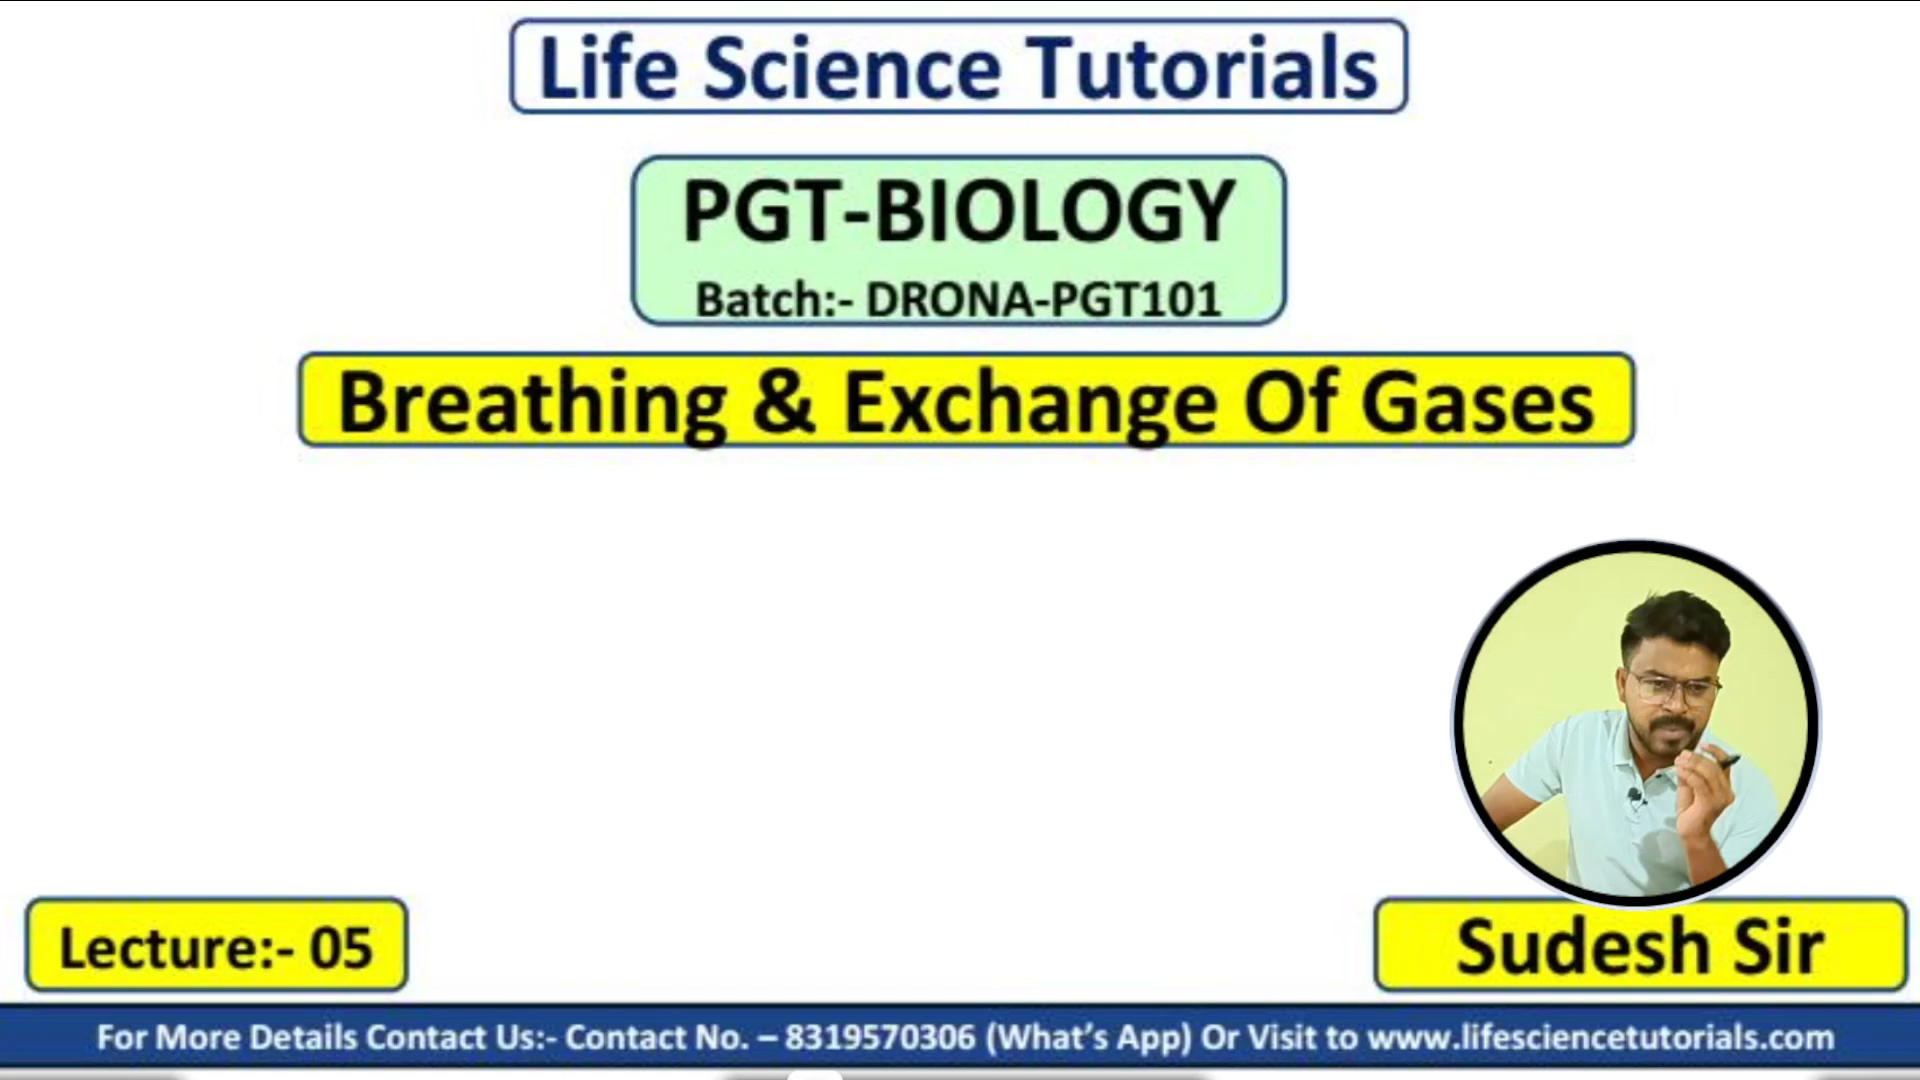 Life Science Tutorials
PGT-BIOLOGY
Batch:- DRONA-PGT101
Breathing & Exchange Of Gases
Lecture:- 05
Sudesh Sir
For More Details Contact Us:- Contact No. – 8319570306 (What’s App) Or Visit to www.lifesciencetutorials.com